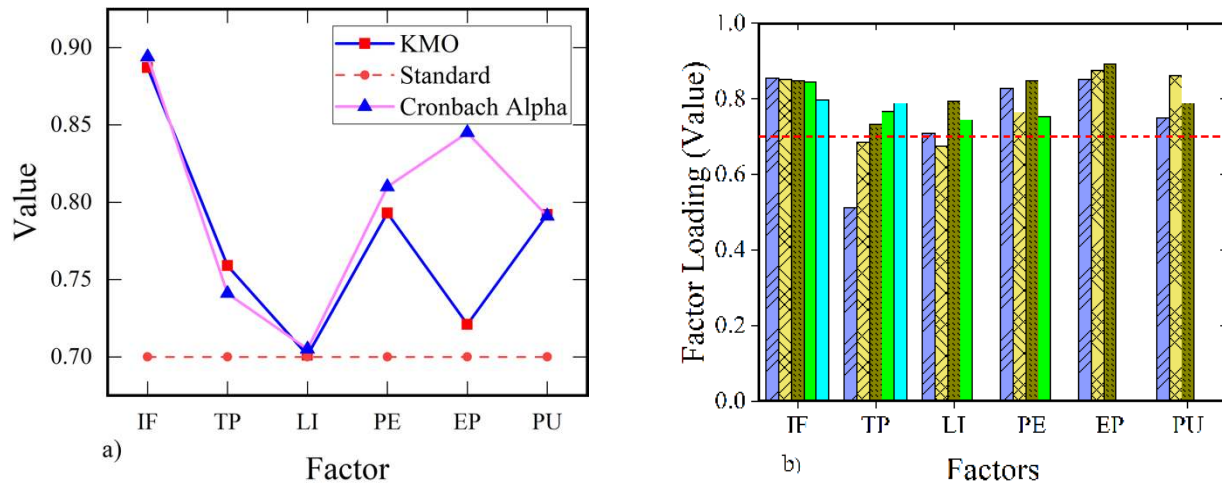 0.90
0.85
0.80
0.75
0.70
Value
KMO
Standard
Cronbach Alpha
IF TP LI PE EP PU
a)
Factor
1.0
0.8
0.6
0.4
0.2
0.0
Factor Loading (Value)
IF TP LI PE EP PU
b)
Factors